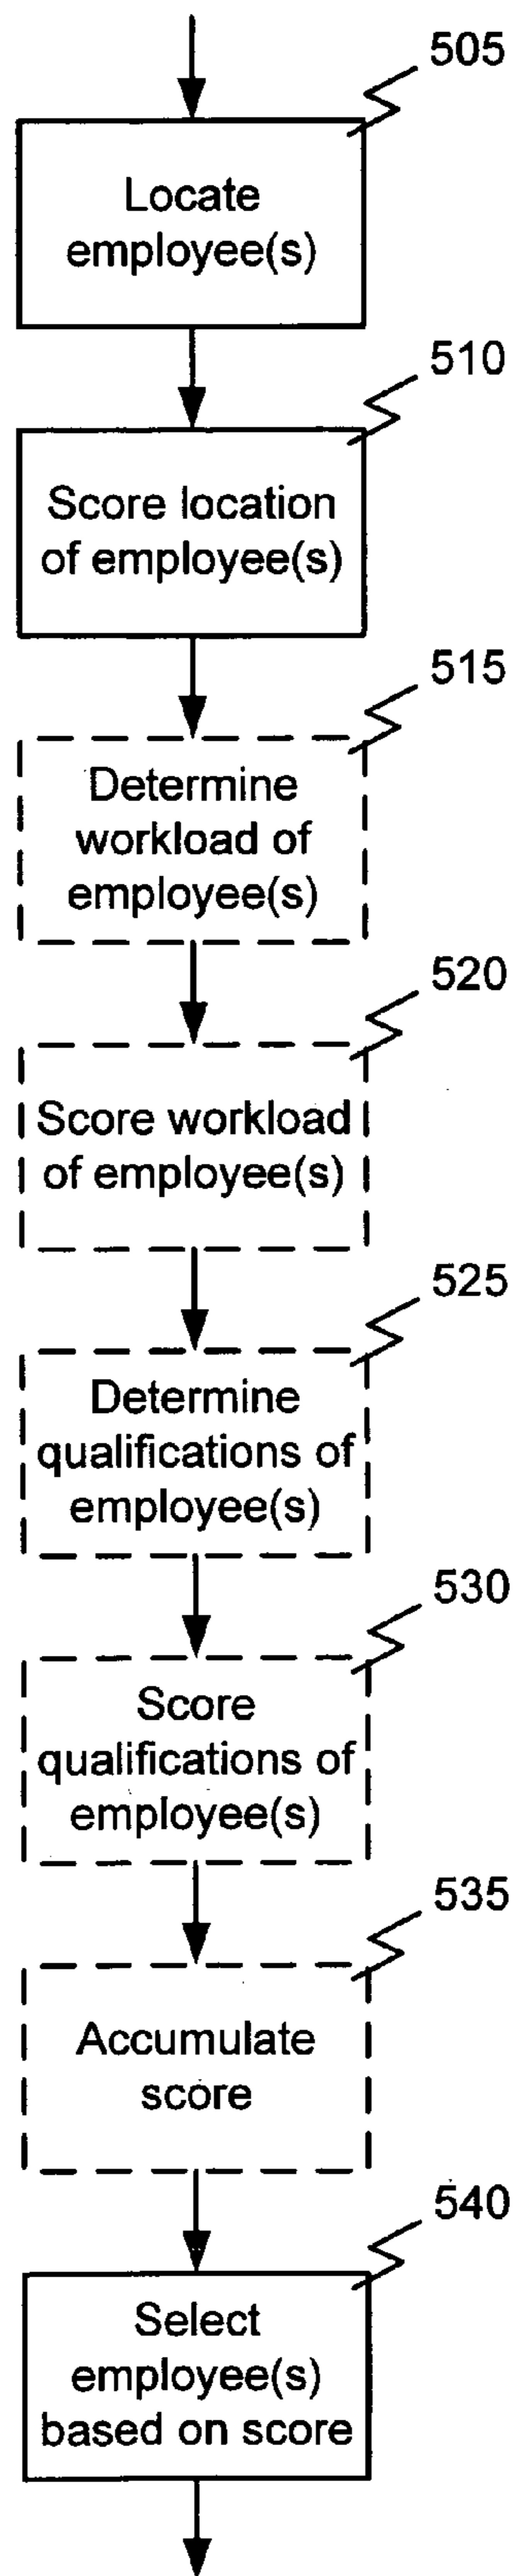 505
Locate
employee(s)
510
Score location
of employee(s)
515
Determine
workload of
employee(s)
520
Score workload
of employee(s)
525
Determine
qualifications of
employee(s)
530
Score
qualifications of
employee(s)
535
Accumulate
score
540
Select
employee(s)
based on score